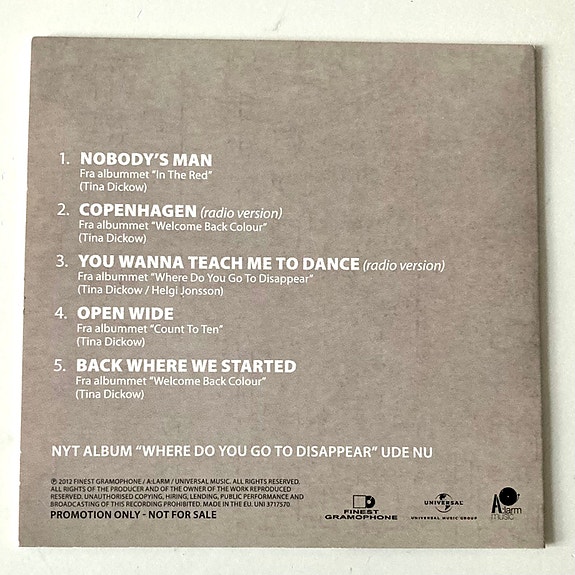 1. NOBODY'S MAN
Fra albummet "In The Red"
(Tina Dickow)
2. COPENHAGEN (radio version)
Fra albummet "Welcome Back Colour"
(Tina Dickow)
3. YOU WANNA TEACH ME TO DANCE (radio version)
Fra albummet "Where Do You Go To Disappear"
(Tina Dickow / Helgi Jonsson)
4. OPEN WIDE
Fra albummet "Count To Ten"
(Tina Dickow)
5. BACK WHERE WE STARTED
Fra albummet "Welcome Back Colour"
(Tina Dickow)
NYT ALBUM "WHERE DO YOU GO TO DISAPPEAR" UDE NU
℗ 2012 FINEST GRAMOPHONE / A:LARM / UNIVERSAL MUSIC. ALL RIGHTS RESERVED.
ALL RIGHTS OF THE PRODUCER AND OF THE OWNER OF THE WORK REPRODUCED
RESERVED. UNAUTHORISED COPYING, HIRING, LENDING, PUBLIC PERFORMANCE AND
BROADCASTING OF THIS RECORDING PROHIBITED. MADE IN THE EU. UNI 3717570.
PROMOTION ONLY - NOT FOR SALE
FINEST
GRAMOPHONE
UNIVERSAL
UNIVERSAL MUSIC GROUP
A:larm
music